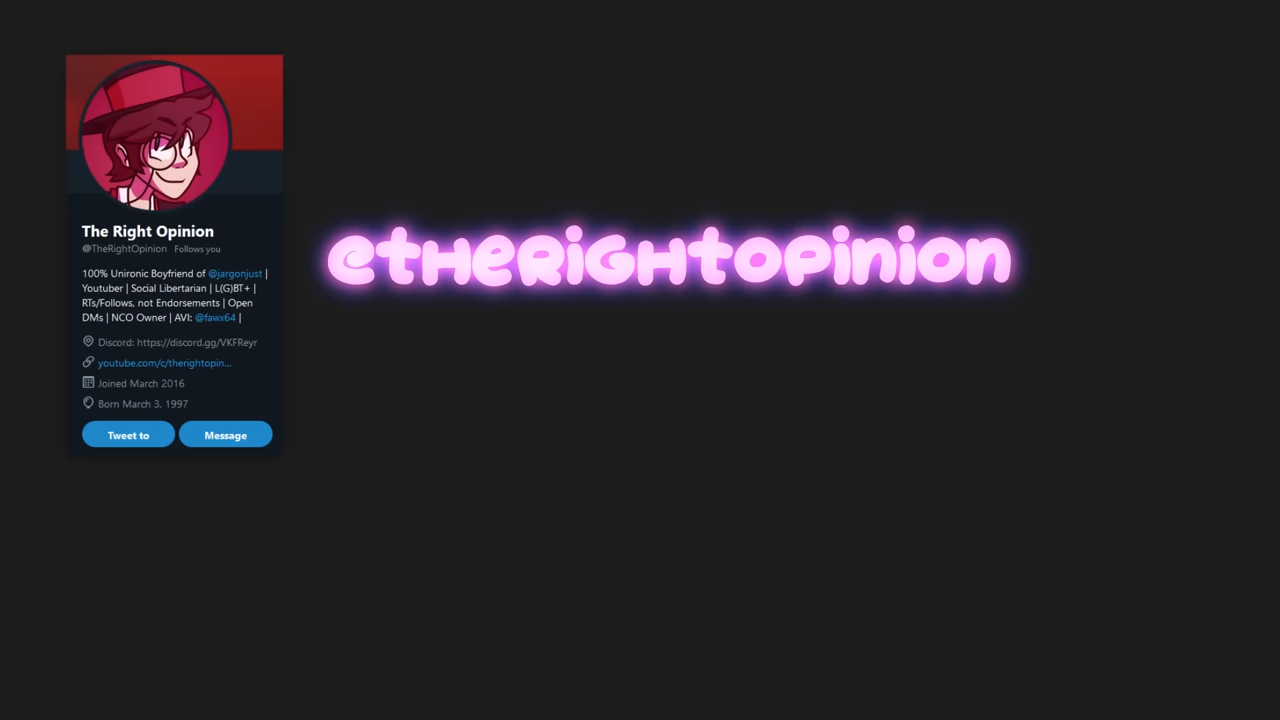 The Right Opinion
@TheRightOpinion Follows you
100% Unironic Boyfriend of @jargonjust |
Youtuber | Social Libertarian | L(G)BT+ |
RTs/Follows, not Endorsements | Open
DMs | NCO Owner | AVI: @fawx64 |
Discord: https://discord.gg/VKFReyr
youtube.com/c/therightopin...
Joined March 2016
Born March 3, 1997
Tweet to Message
etHeRiGHtoPinion